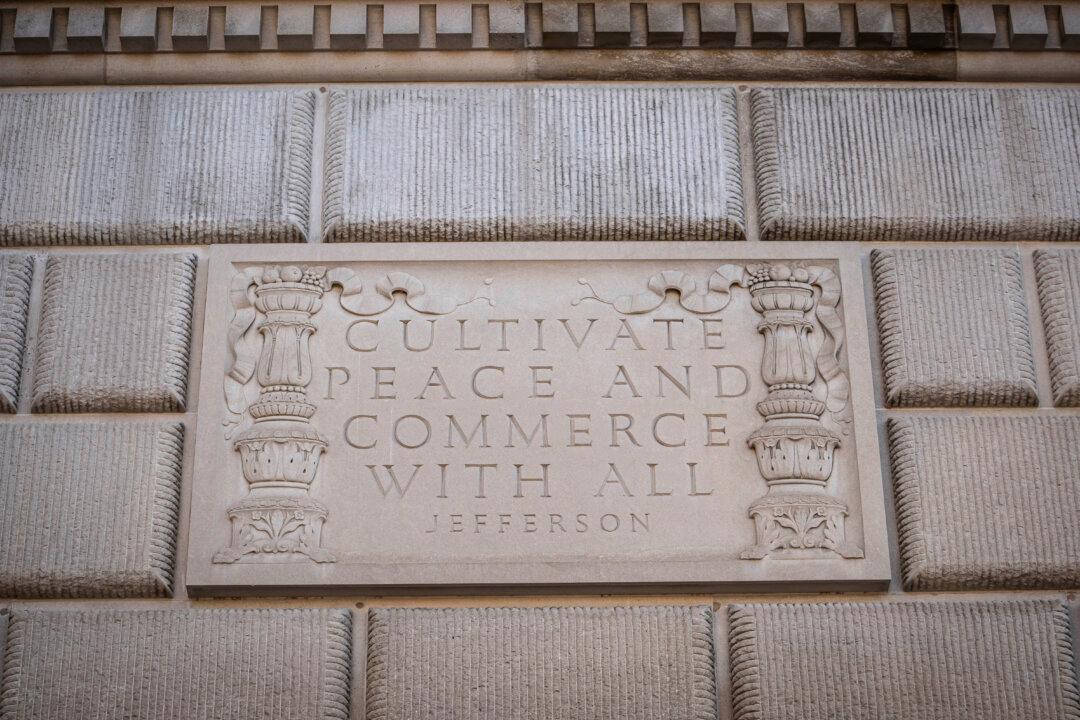 CULTIVATE
PEACE AND
COMMERCE
WITH ALL
JEFFERSON